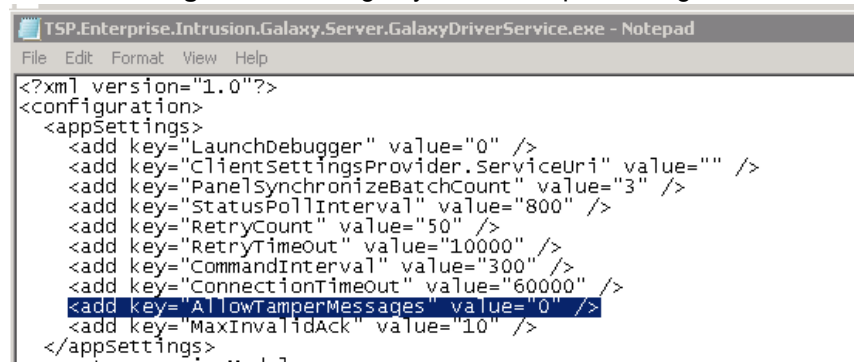 TSP.Enterprise.Intrusion.Galaxy.Server.GalaxyDriverService.exe - Notepad
File Edit Format View Help
<?xml version="1.0"?>
<configuration>
<appSettings>
<add key="LaunchDebugger" value="0" />
<add key="ClientSettingsProvider.ServiceUri" value="" />
<add key="PanelSynchronizeBatchCount" value="3" />
<add key="StatusPollInterval" value="800" />
<add key="RetryCount" value="50" />
<add key="RetryTimeOut" value="10000" />
<add key="CommandInterval" value="300" />
<add key="ConnectionTimeOut" value="60000" />
<add key="AllowTamperMessages" value="0" />
<add key="MaxInvalidAck" value="10" />
</appSettings>